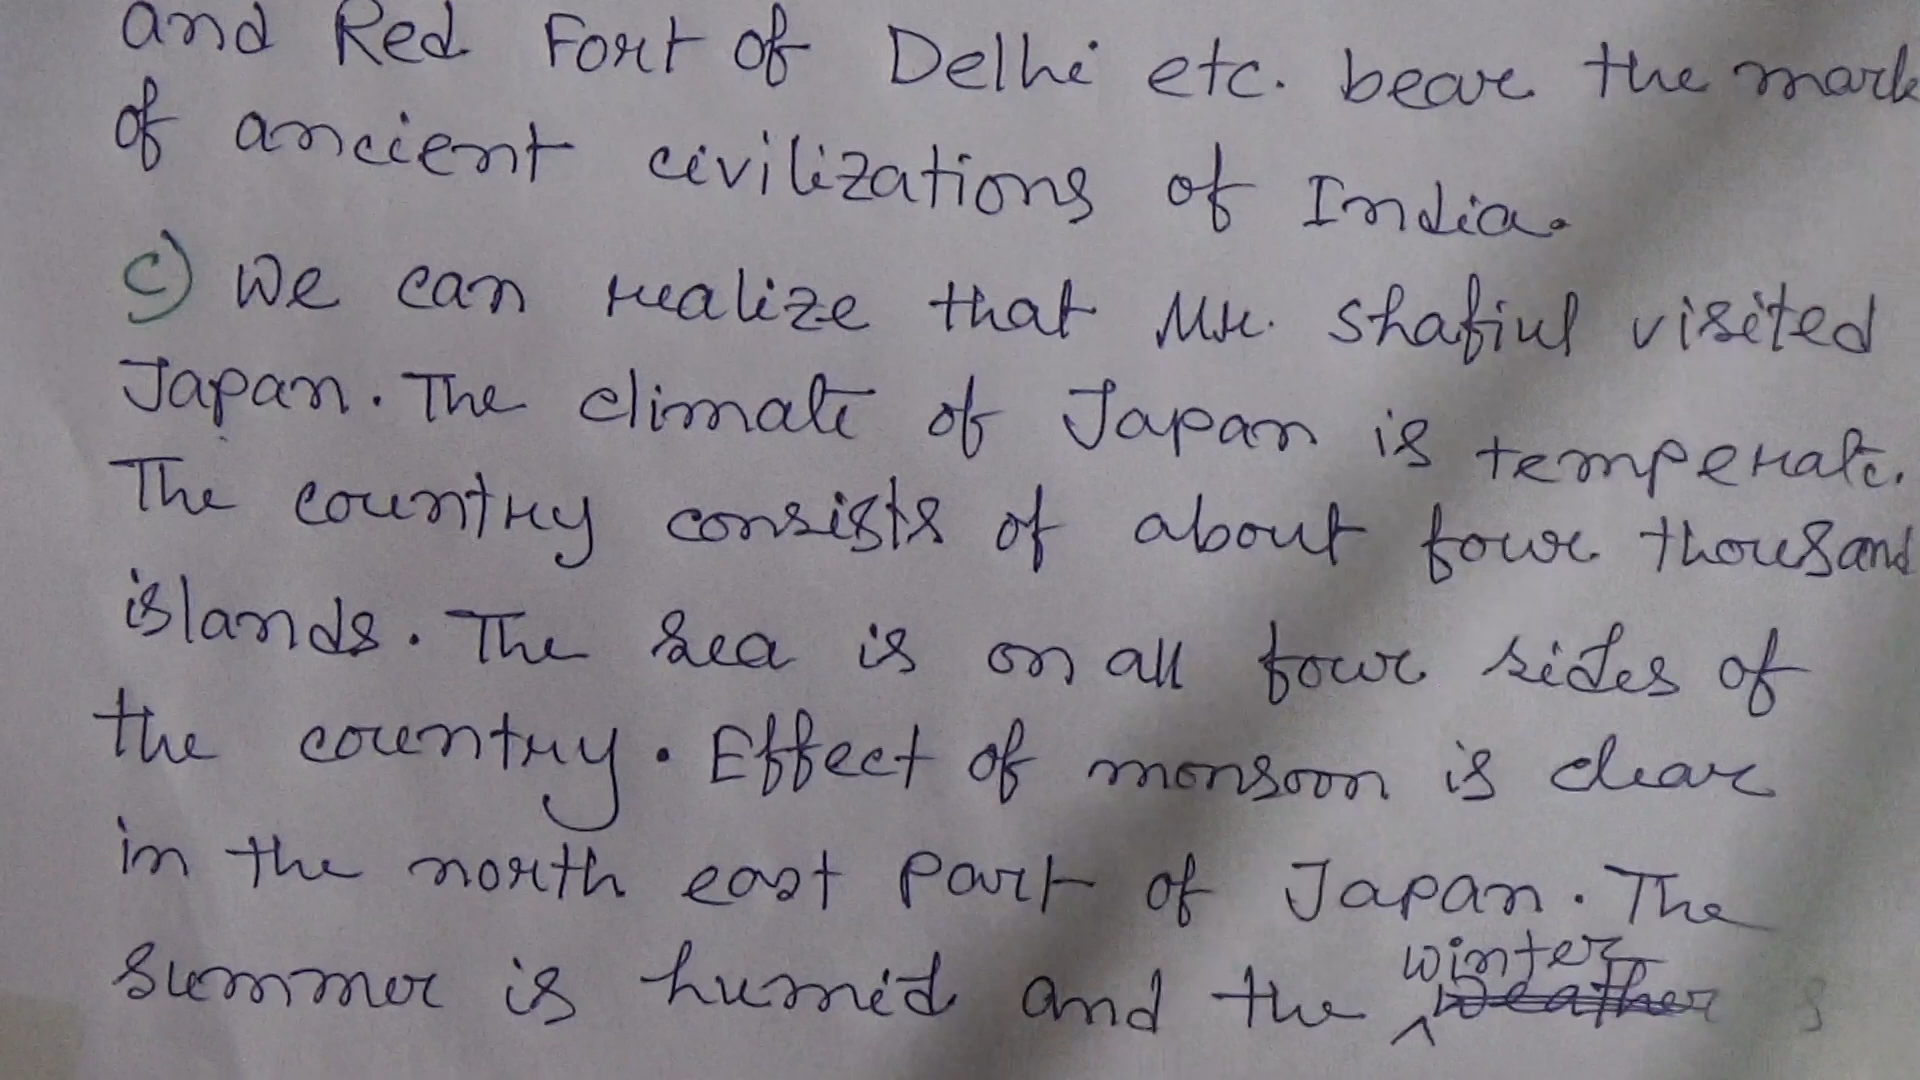 and Red Fort of Delhi etc. bear the mark
of ancient civilizations of India.
c) We can realize that Mr. Shafiul visited
Japan. The climate of Japan is temperate.
The country consists of about four thousand
islands. The sea is on all four sides of
the country. Effect of monsoon is clear
in the north east part of Japan. The
winter
summer is humid and the weather